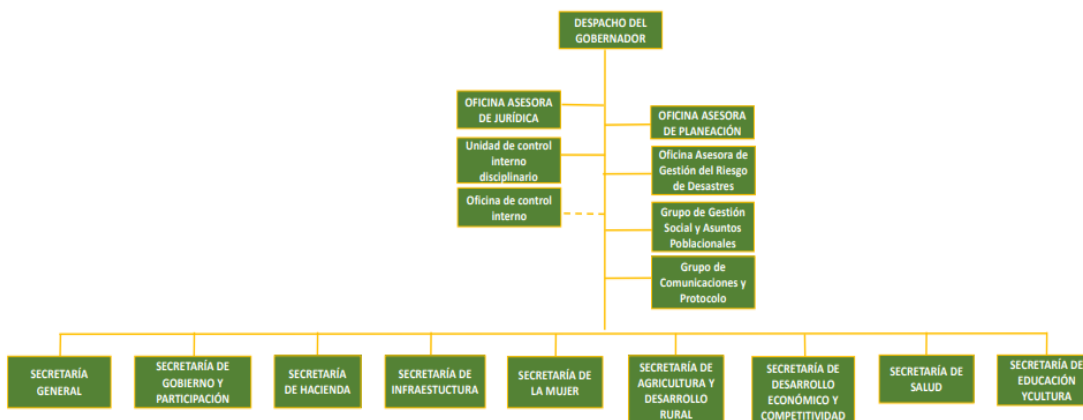 DESPACHO DEL
GOBERNADOR
OFICINA ASESORA
DE JURÍDICA
OFICINA ASESORA
DE PLANEACIÓN
Unidad de control
interno
disciplinario
Oficina Asesora de
Gestión del Riesgo
de Desastres
Oficina de control
interno
Grupo de Gestión
Social y Asuntos
Poblacionales
Grupo de
Comunicaciones y
Protocolo
SECRETARÍA
GENERAL
SECRETARÍA DE
GOBIERNO Y
PARTICIPACIÓN
SECRETARÍA
DE HACIENDA
SECRETARÍA DE
INFRAESTUCTURA
SECRETARÍA DE
LA MUJER
SECRETARÍA DE
AGRICULTURA Y
DESARROLLO
RURAL
SECRETARÍA DE
DESARROLLO
ECONÓMICO Y
COMPETITIVIDAD
SECRETARÍA DE
SALUD
SECRETARÍA DE
EDUCACIÓN
YCULTURA